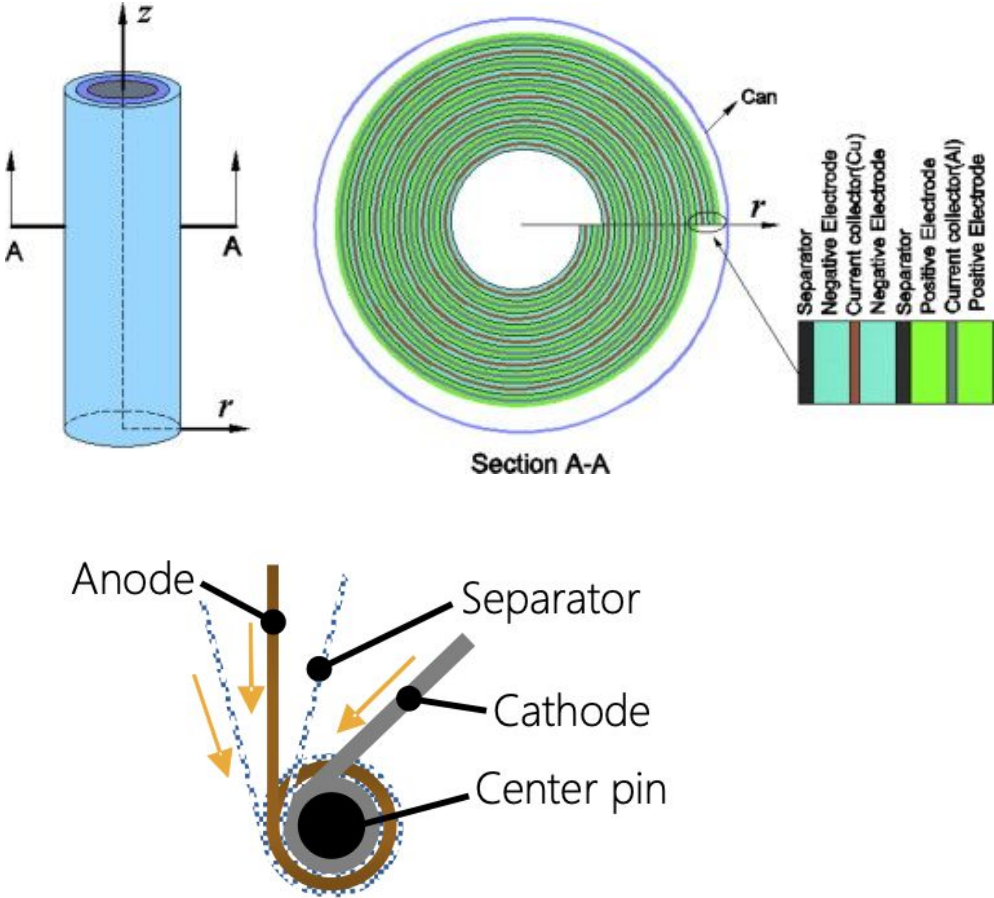 z
A
A
r
Can
r
Section A-A
Separator
Negative Electrode
Current collector(Cu)
Negative Electrode
Separator
Positive Electrode
Current collector(Al)
Positive Electrode
Anode
Separator
Cathode
Center pin